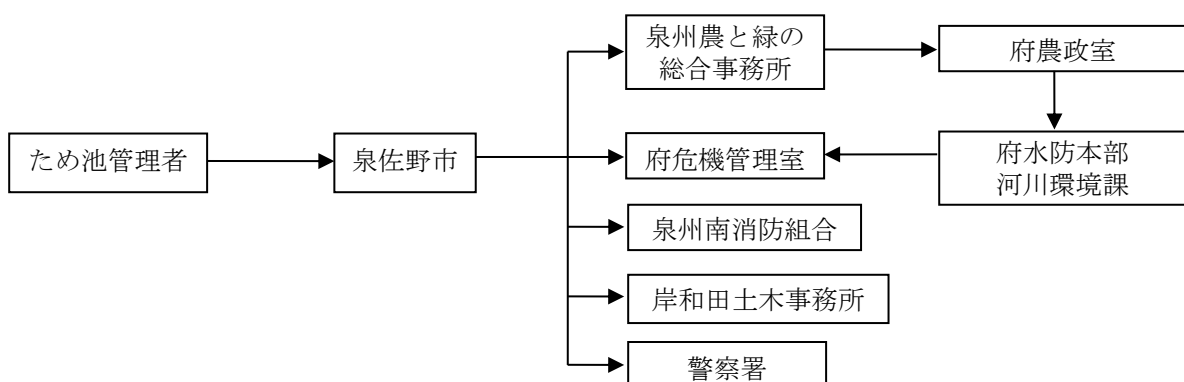 泉州農と緑の
総合事務所
府農政室
ため池管理者
泉佐野市
府危機管理室
府水防本部
河川環境課
泉州南消防組合
岸和田土木事務所
警察署